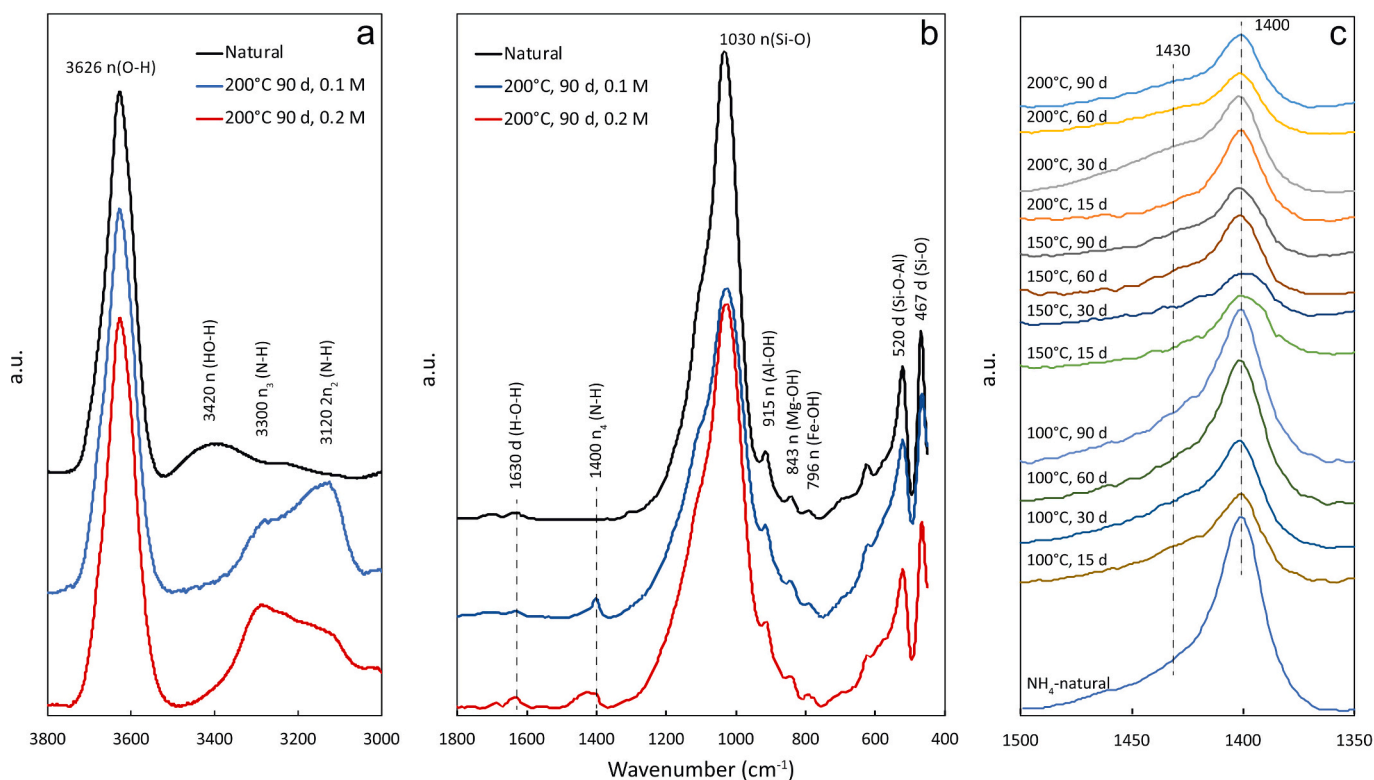 a
Natural
200°C 90 d, 0.1 M
200°C 90 d, 0.2 M
3626 n(O-H)
3420 n (HO-H)
3300 n3 (N-H)
3120 2n2 (N-H)
a.u.
3800 3600 3400 3200 3000
b
1030 n(Si-O)
Natural
200°C, 90 d, 0.1 M
200°C, 90 d, 0.2 M
1630 d (H-O-H)
1400 n4 (N-H)
915 n (Al-OH)
843 n (Mg-OH)
796 n (Fe-OH)
520 d (Si-O-Al)
467 d (Si-O)
a.u.
1800 1600 1400 1200 1000 800 600 400
Wavenumber (cm-1)
c
1430
1400
200°C, 90 d
200°C, 60 d
200°C, 30 d
200°C, 15 d
150°C, 90 d
150°C, 60 d
150°C, 30 d
150°C, 15 d
100°C, 90 d
100°C, 60 d
100°C, 30 d
100°C, 15 d
NH4-natural
a.u.
1500 1450 1400 1350